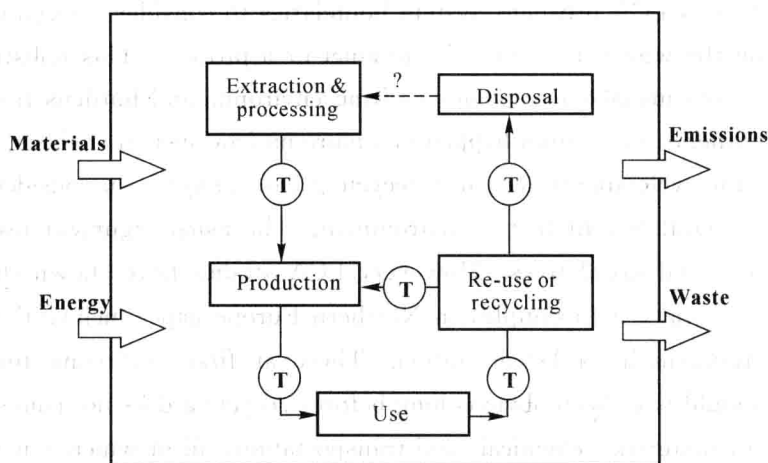 Extraction &
processing
?
Disposal
Materials
Emissions
T
T
Production
T
Re-use or
recycling
Energy
Waste
T
T
Use